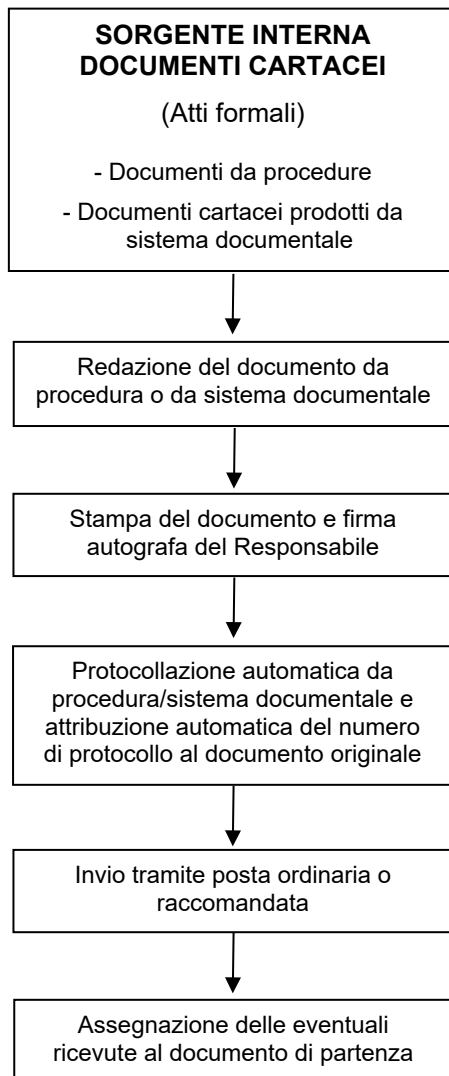 SORGENTE INTERNA
DOCUMENTI CARTACEI
(Atti formali)
- Documenti da procedure
- Documenti cartacei prodotti da
sistema documentale
Redazione del documento da
procedura o da sistema documentale
Stampa del documento e firma
autografa del Responsabile
Protocollazione automatica da
procedura/sistema documentale e
attribuzione automatica del numero
di protocollo al documento originale
Invio tramite posta ordinaria o
raccomandata
Assegnazione delle eventuali
ricevute al documento di partenza